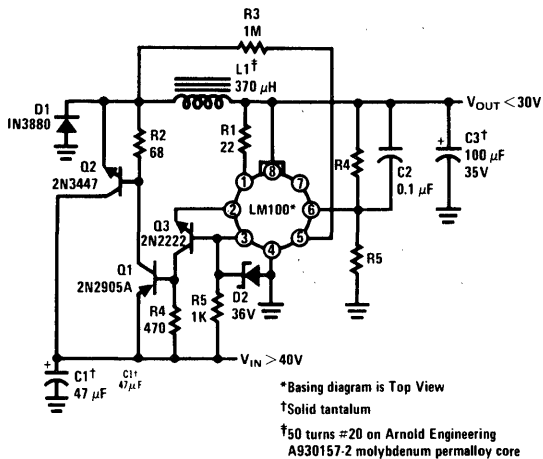 R3
1M
L1‡
370 μH
D1
IN3880
VOUT <30V
R2
68
R1
22
R4
C2
0.1 μF
C3†
100 μF
35V
+
Q2
2N3447
8
1
7
2
LM100*
6
Q3
2N2222
3
5
4
Q1
2N2905A
R5
1K
D2
36V
R5
R4
470
VIN >40V
+
C1†
47 μF
C1†
47μF
*Basing diagram is Top View
†Solid tantalum
‡50 turns #20 on Arnold Engineering
A930157-2 molybdenum permalloy core